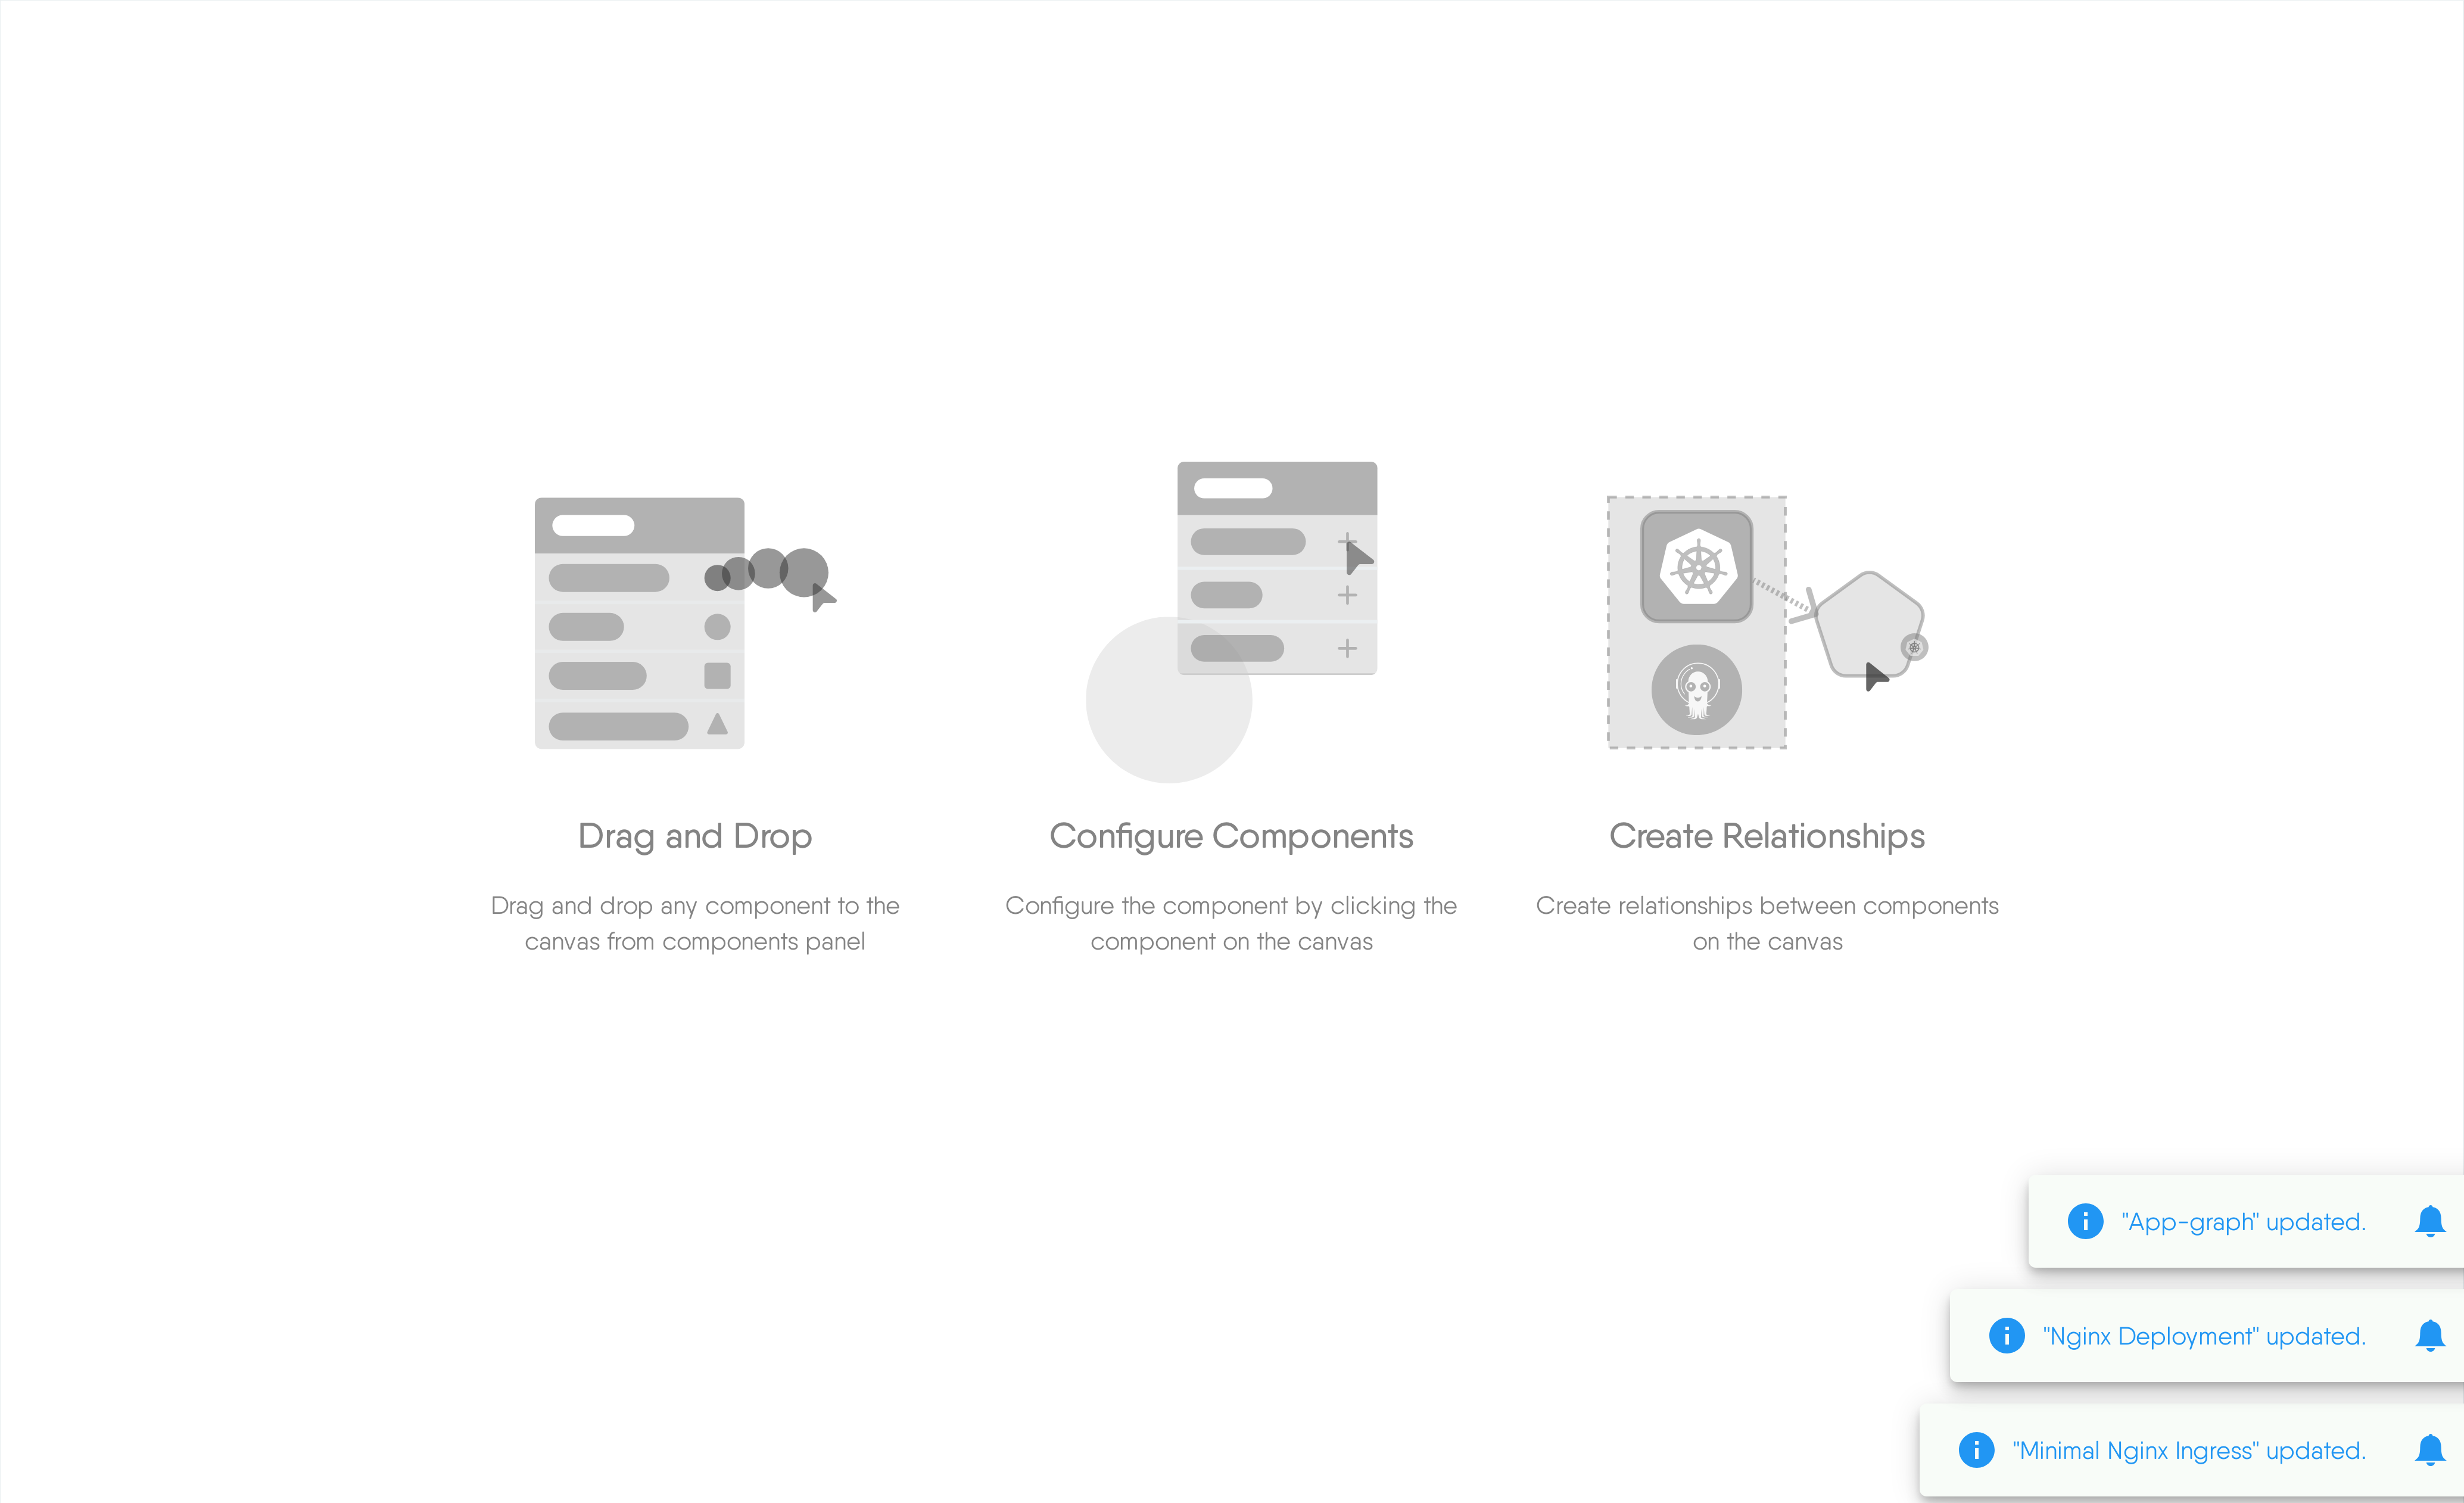 Drag and Drop
Drag and drop any component to the
canvas from components panel
Configure Components
Configure the component by clicking the
component on the canvas
Create Relationships
Create relationships between components
on the canvas
"App-graph" updated.
"Nginx Deployment" updated.
"Minimal Nginx Ingress" updated.